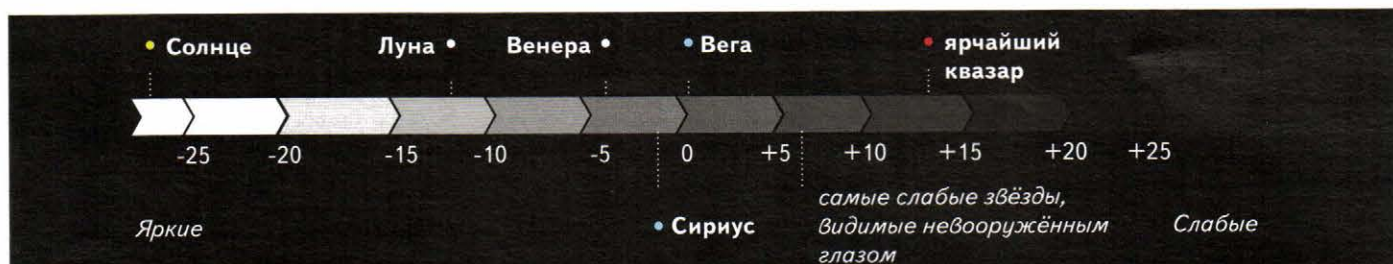 Солнце Луна Венера Вега ярчайший
квазар
-25 -20 -15 -10 -5 0 +5 +10 +15 +20 +25
Яркие
Сириус
самые слабые звёзды,
видимые невооружённым
глазом
Слабые